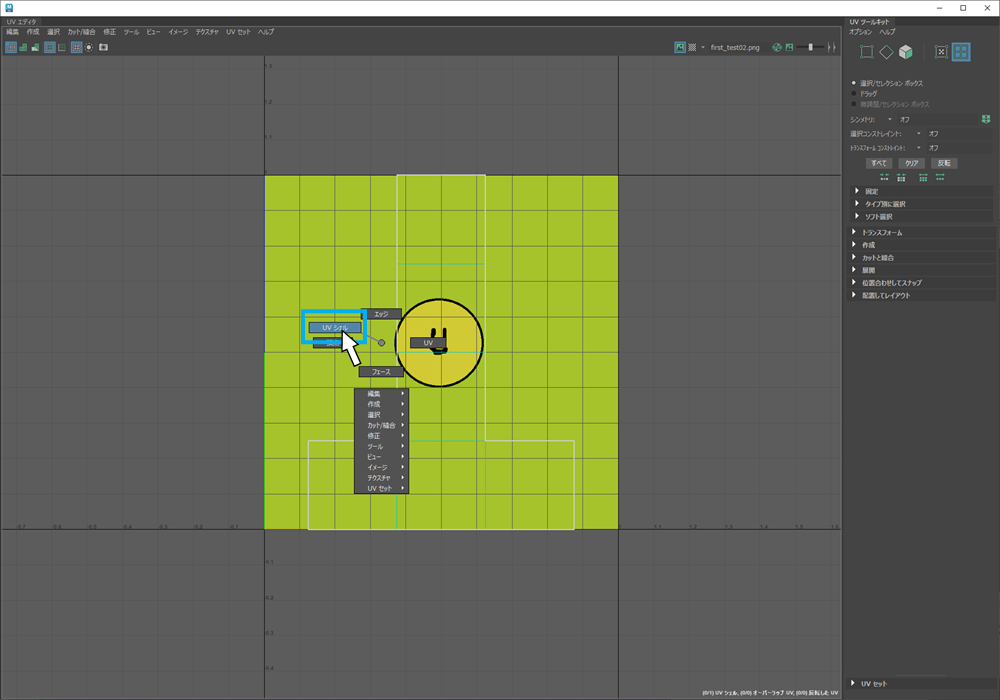 UV エディタ
編集 作成 選択 カット/縫合 修正 ツール ビュー イメージ テクスチャ UV セット ヘルプ
first_test02.png
1.3
1.2
1.1
エッジ
UV シェル
UV
フェース
編集
作成
選択
カット/縫合
修正
ツール
ビュー
イメージ
テクスチャ
UV セット
-0.7 -0.6 -0.5 -0.4 -0.3 -0.2 -0.1 1.1 1.2 1.3 1.4 1.5 1.6
-0.1
-0.2
-0.3
-0.4
(0/1) UV シェル, (0/0) オーバーラップ UV, (0/0) 反転した UV
UV ツールキット
オプション ヘルプ
選択/セレクション ボックス
ドラッグ
微調整/セレクション ボックス
シンメトリ: オフ
選択コンストレイント: オフ
トランスフォーム コンストレイント: オフ
すべて クリア 反転
固定
タイプ別に選択
ソフト選択
トランスフォーム
作成
カットと縫合
展開
位置合わせしてスナップ
配置してレイアウト
UV セット